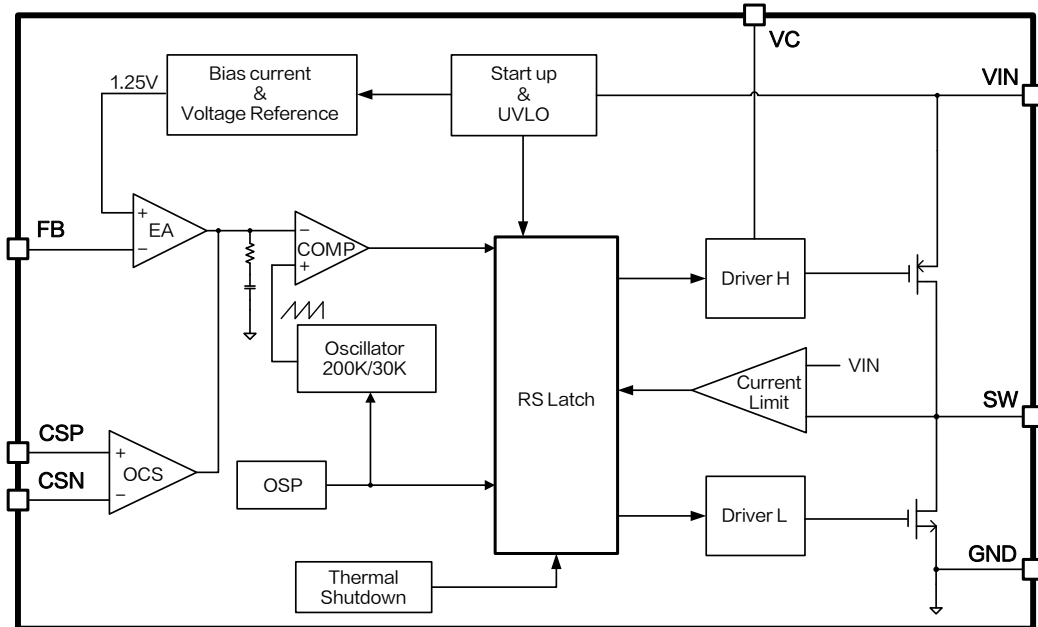 VC
VIN
1.25V
Bias current
&
Voltage Reference
Start up
&
UVLO
FB
+
EA
−
−
COMP
+
Driver H
Oscillator
200K/30K
RS Latch
Current
Limit
VIN
SW
CSP
CSN
+
OCS
−
OSP
Driver L
GND
Thermal
Shutdown